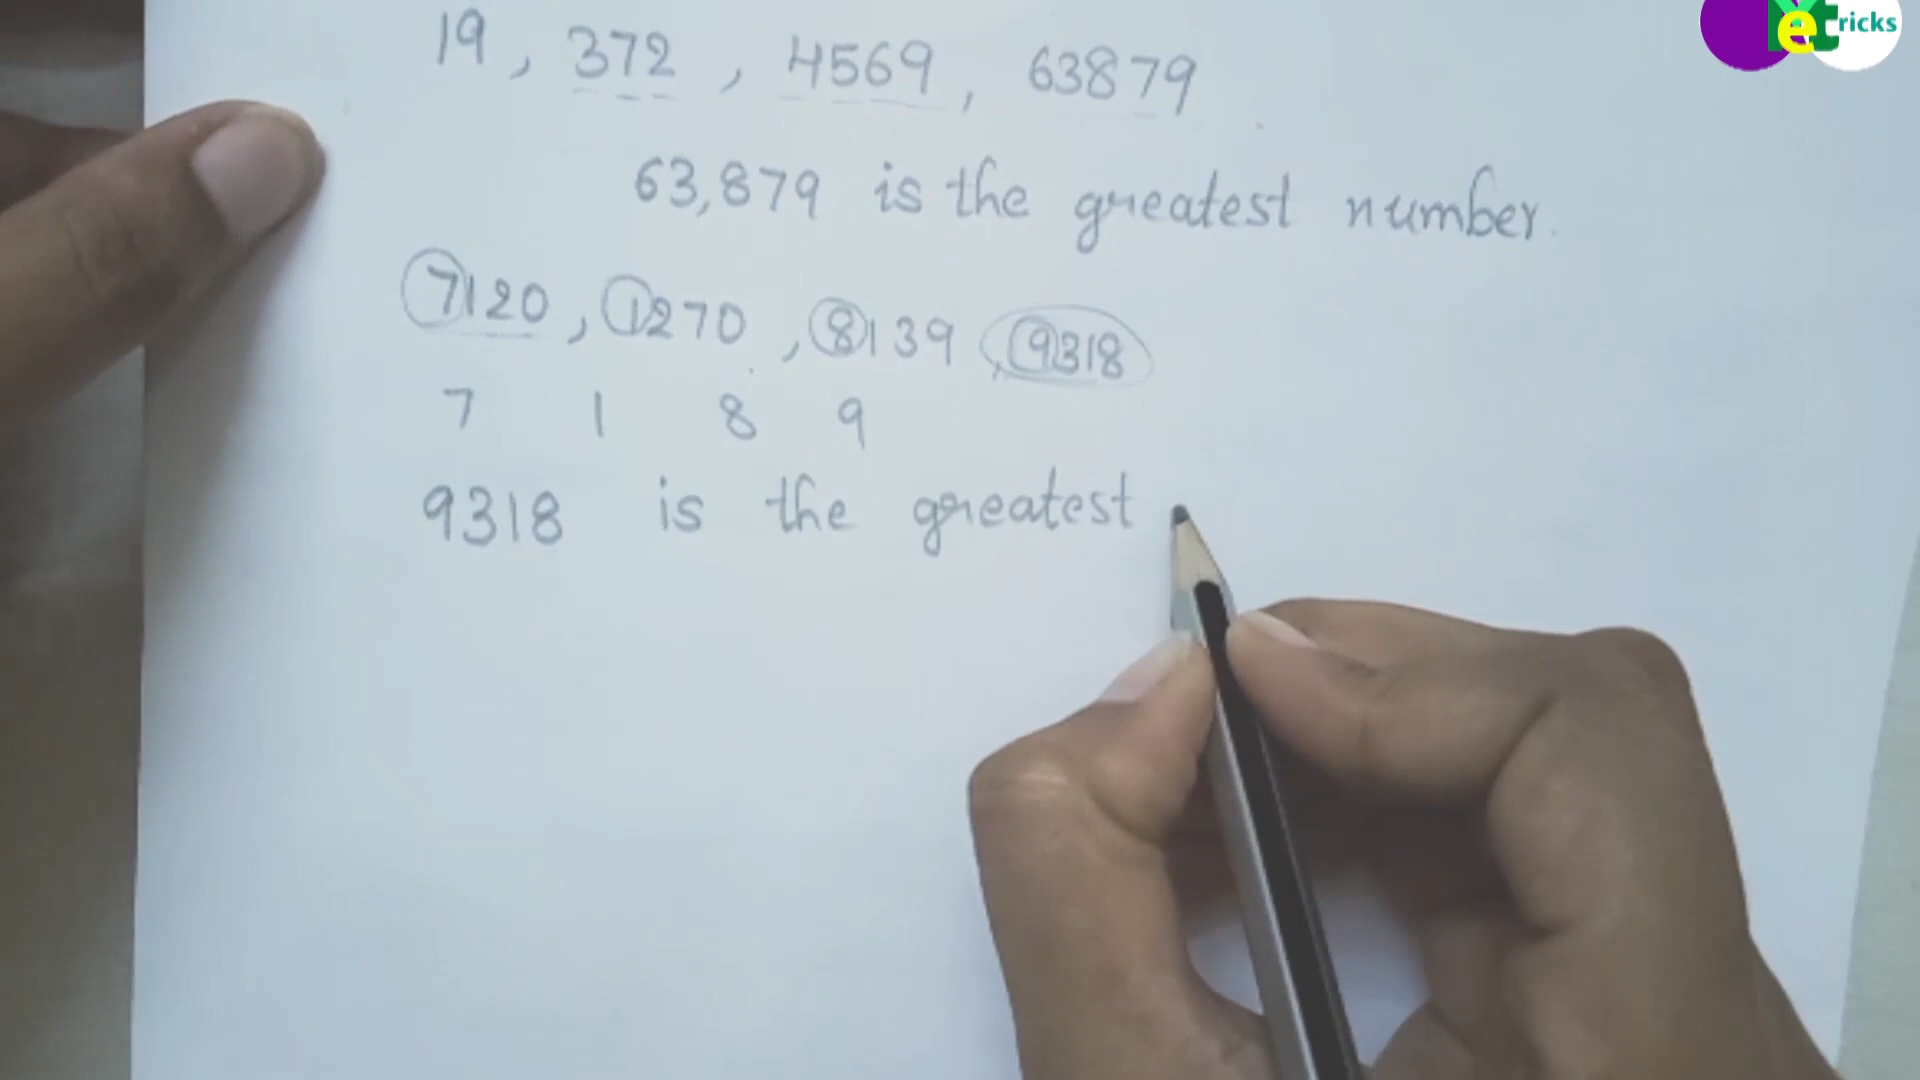 19, 372, 4569, 63879
63,879 is the greatest number.
7120, 1270, 8139, 9318
7 1 8 9
9318 is the greatest
Yet
ricks